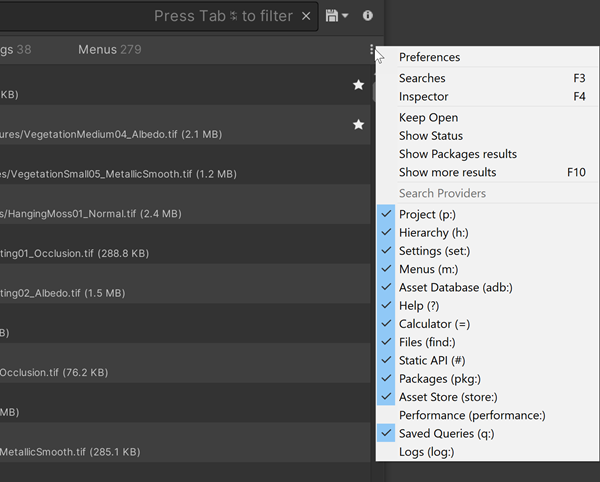 Press Tab to filter
gs 38
Menus 279
KB)
ures/VegetationMedium04_Albedo.tif (2.1 MB)
es/VegetationSmall05_MetallicSmooth.tif (1.2 MB)
s/HangingMoss01_Normal.tif (2.4 MB)
ting01_Occlusion.tif (288.8 KB)
ting02_Albedo.tif (1.5 MB)
B)
Occlusion.tif (76.2 KB)
MB)
MetallicSmooth.tif (285.1 KB)
Preferences
Searches F3
Inspector F4
Keep Open
Show Status
Show Packages results
Show more results F10
Search Providers
Project (p:)
Hierarchy (h:)
Settings (set:)
Menus (m:)
Asset Database (adb:)
Help (?)
Calculator (=)
Files (find:)
Static API (#)
Packages (pkg:)
Asset Store (store:)
Performance (performance:)
Saved Queries (q:)
Logs (log:)